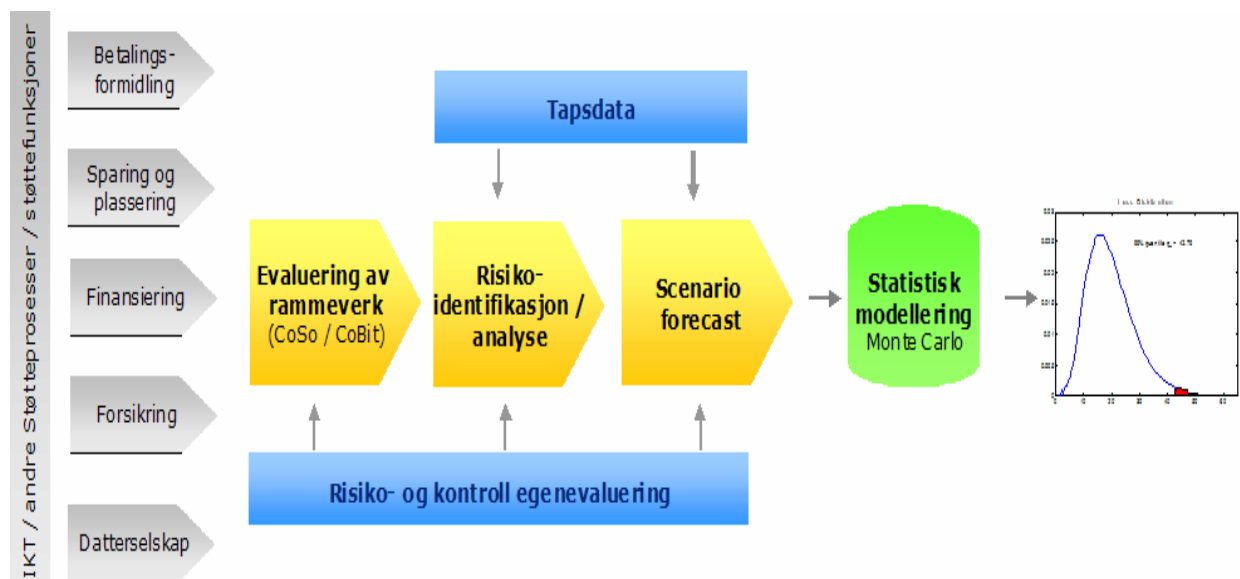 IKT / andre Støtteprosesser / støttefunksjoner
Betalings-
formidling
Sparing og
plassering
Finansiering
Forsikring
Datterselskap
Tapsdata
Evaluering av
rammeverk
(CoSo / CoBit)
Risiko-
identifikasjon /
analyse
Scenario
forecast
Risiko- og kontroll egenevaluering
Statistisk
modellering
Monte Carlo